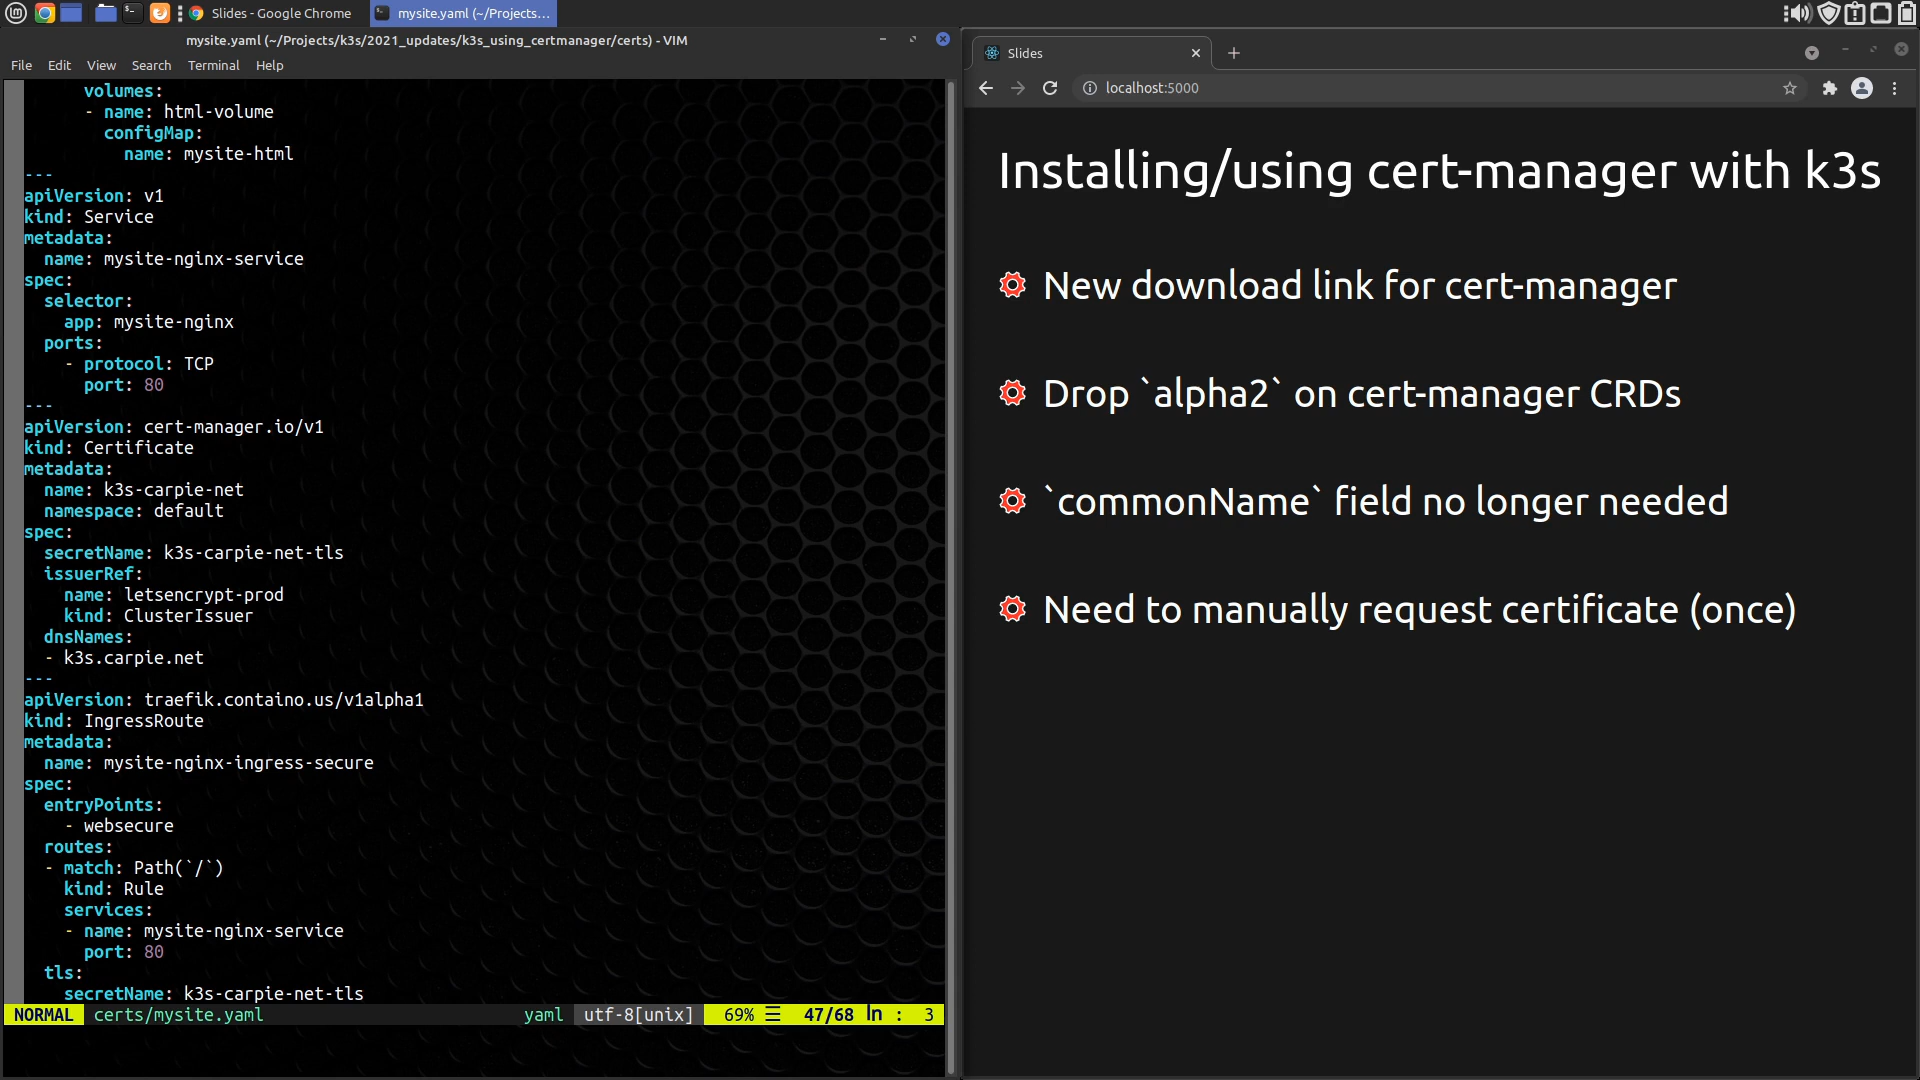 Slides - Google Chrome
mysite.yaml (~/Projects...
mysite.yaml (~/Projects/k3s/2021_updates/k3s_using_certmanager/certs) - VIM
File Edit View Search Terminal Help
volumes:
- name: html-volume
configMap:
name: mysite-html
---
apiVersion: v1
kind: Service
metadata:
name: mysite-nginx-service
spec:
selector:
app: mysite-nginx
ports:
- protocol: TCP
port: 80
---
apiVersion: cert-manager.io/v1
kind: Certificate
metadata:
name: k3s-carpie-net
namespace: default
spec:
secretName: k3s-carpie-net-tls
issuerRef:
name: letsencrypt-prod
kind: ClusterIssuer
dnsNames:
- k3s.carpie.net
---
apiVersion: traefik.containo.us/v1alpha1
kind: IngressRoute
metadata:
name: mysite-nginx-ingress-secure
spec:
entryPoints:
- websecure
routes:
- match: Path(`/`)
kind: Rule
services:
- name: mysite-nginx-service
port: 80
tls:
secretName: k3s-carpie-net-tls
NORMAL certs/mysite.yaml yaml utf-8[unix] 69% ☰ 47/68 ln : 3
Slides
localhost:5000
Installing/using cert-manager with k3s
New download link for cert-manager
Drop `alpha2` on cert-manager CRDs
`commonName` field no longer needed
Need to manually request certificate (once)